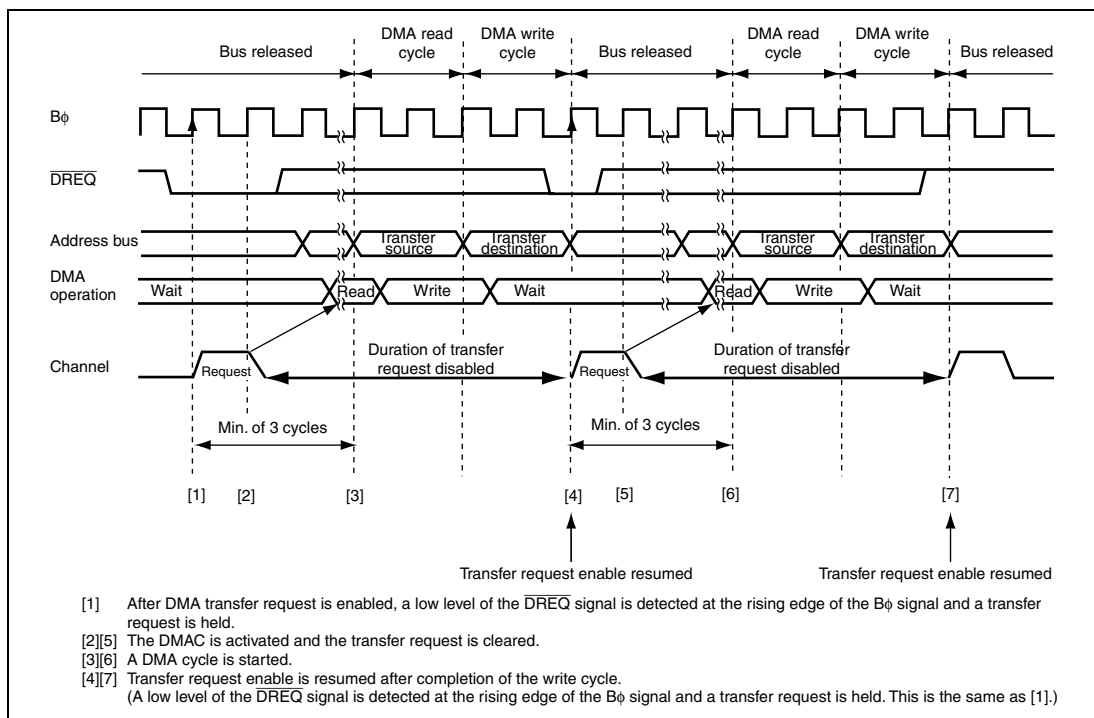 DMA read
cycle
DMA write
cycle
DMA read
cycle
DMA write
cycle
Bus released
Bus released
Bus released
Bφ
DREQ
Address bus
Transfer
source
Transfer
destination
Transfer
source
Transfer
destination
DMA
operation
Wait
Read
Write
Wait
Read
Write
Wait
Channel
Request
Duration of transfer
request disabled
Request
Duration of transfer
request disabled
Min. of 3 cycles
Min. of 3 cycles
[1]
[2]
[3]
[4]
[5]
[6]
[7]
Transfer request enable resumed
Transfer request enable resumed
[1] After DMA transfer request is enabled, a low level of the DREQ signal is detected at the rising edge of the Bφ signal and a transfer
request is held.
[2][5] The DMAC is activated and the transfer request is cleared.
[3][6] A DMA cycle is started.
[4][7] Transfer request enable is resumed after completion of the write cycle.
(A low level of the DREQ signal is detected at the rising edge of the Bφ signal and a transfer request is held. This is the same as [1].)